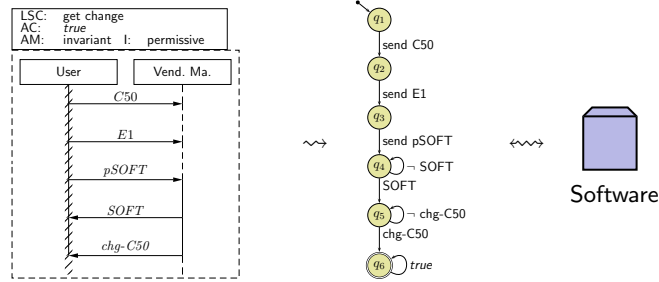 LSC: get change
AC: true
AM: invariant I: permissive
User
Vend. Ma.
C50
E1
pSOFT
SOFT
chg-C50
q1
send C50
q2
send E1
q3
send pSOFT
q4
¬ SOFT
SOFT
q5
¬ chg-C50
chg-C50
q6
true
Software